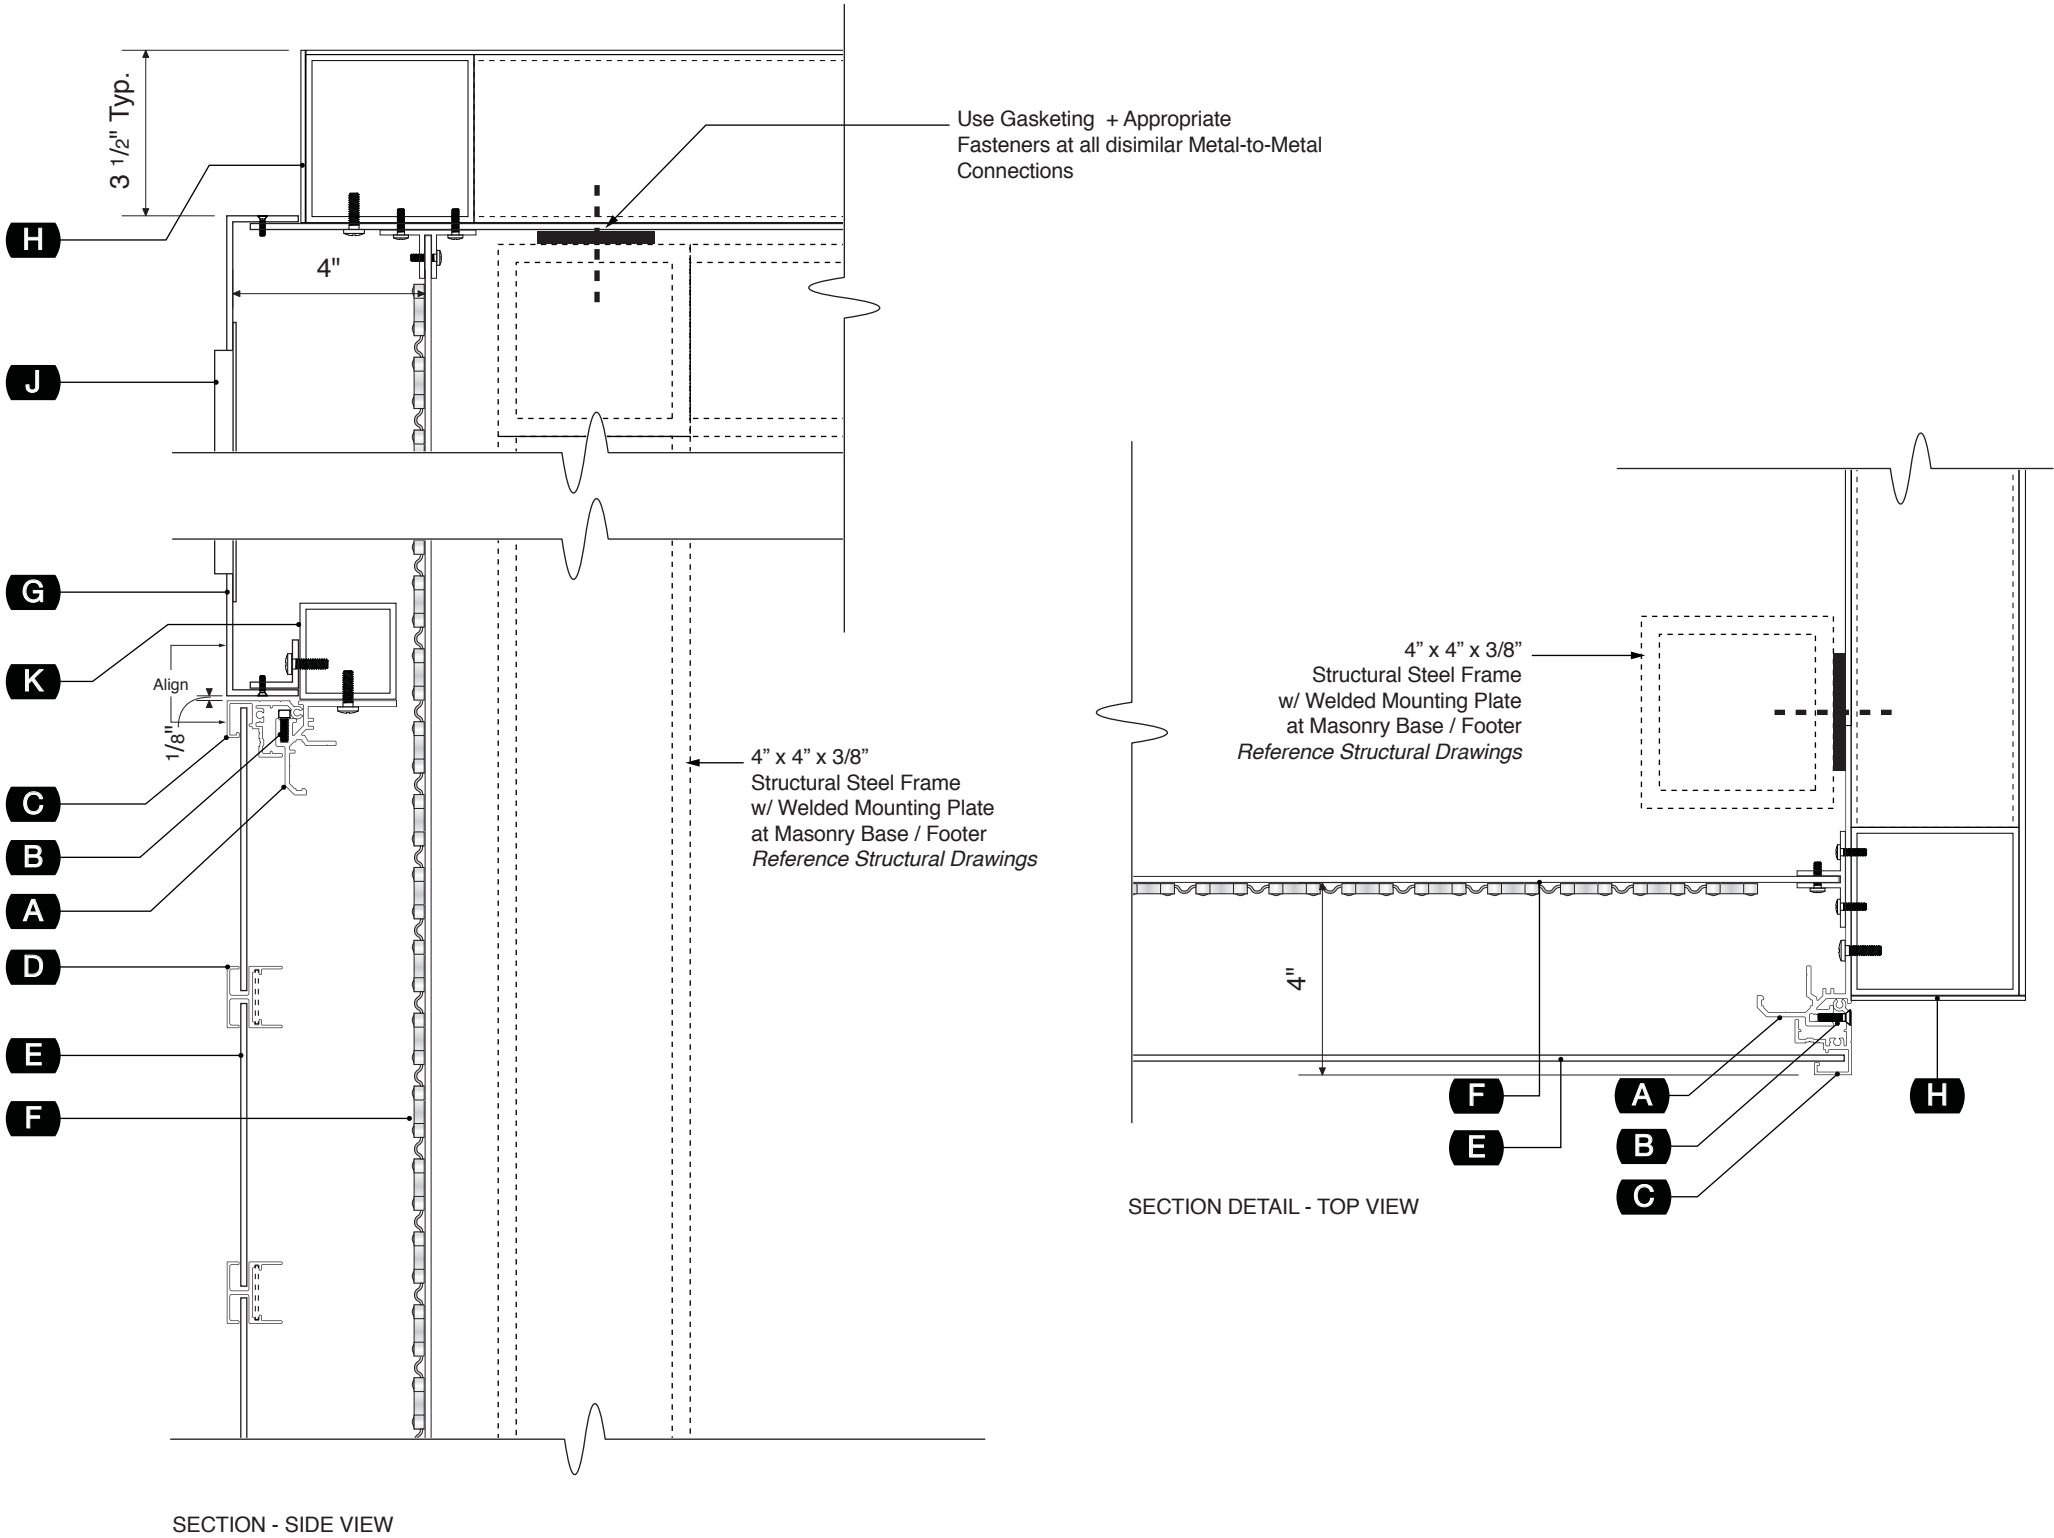 3 1/2" Typ.
Use Gasketing + Appropriate
Fasteners at all disimilar Metal-to-Metal
Connections
H
4"
J
G
K
Align
1/8"
C
B
A
D
E
F
4” x 4” x 3/8”
Structural Steel Frame
w/ Welded Mounting Plate
at Masonry Base / Footer
Reference Structural Drawings
SECTION - SIDE VIEW
4” x 4” x 3/8”
Structural Steel Frame
w/ Welded Mounting Plate
at Masonry Base / Footer
Reference Structural Drawings
4"
F
E
A
B
C
H
SECTION DETAIL - TOP VIEW